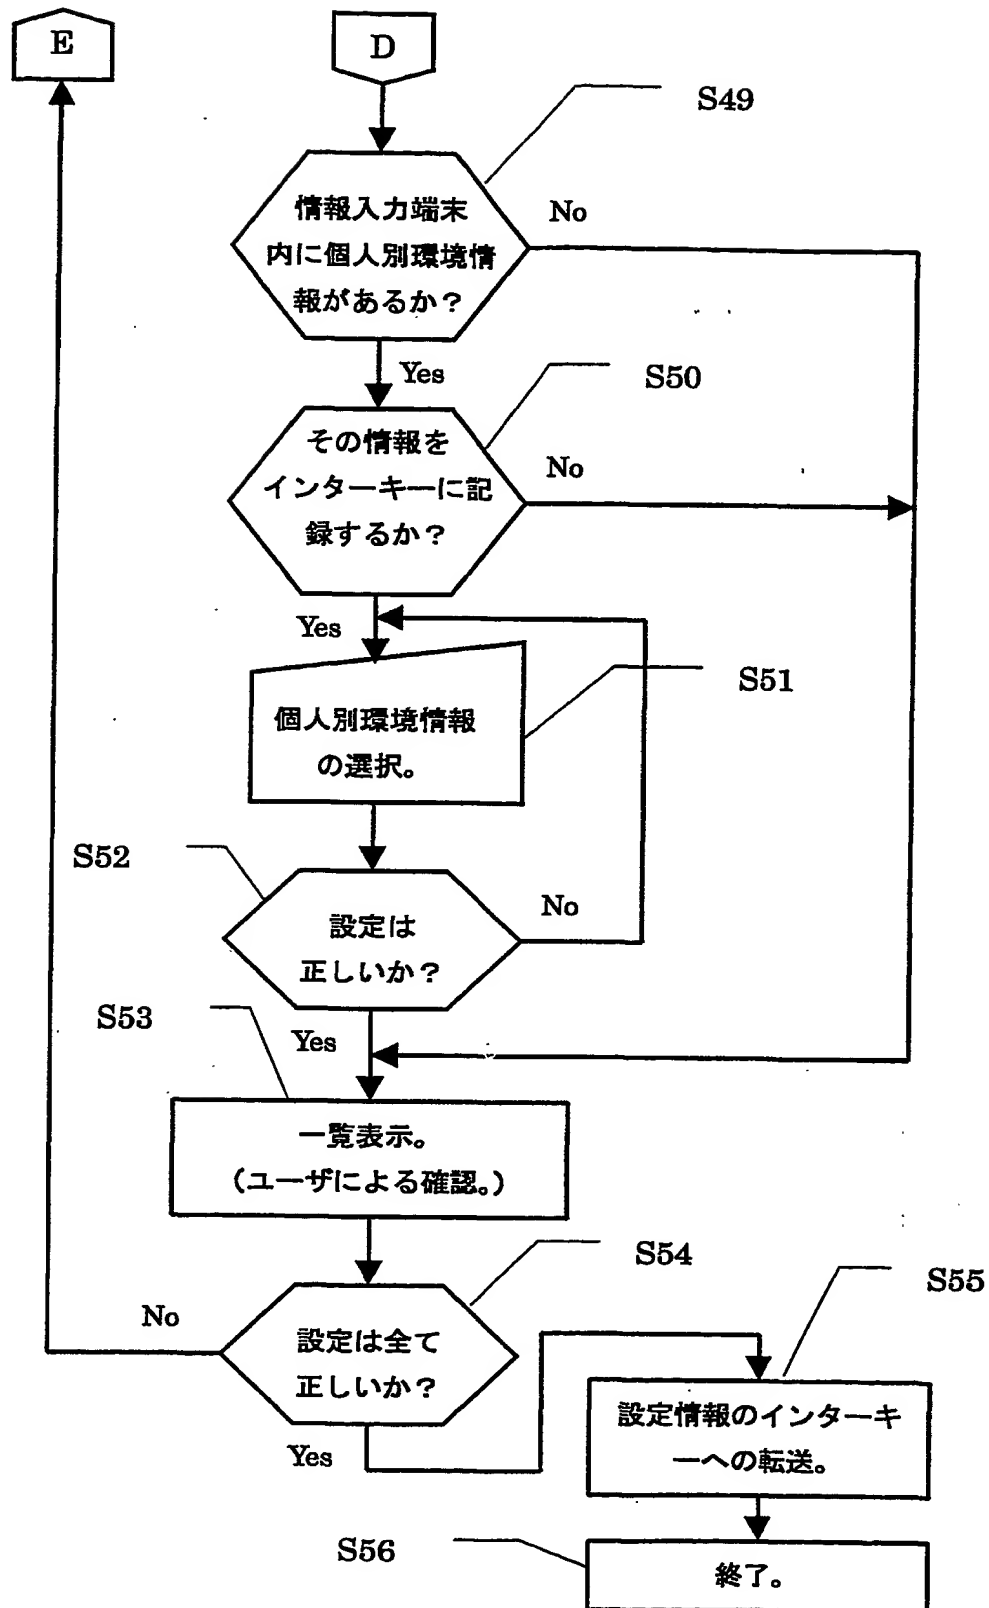 E
D
S49
情報入力端末
内に個人別環境情
報があるか？
No
Yes
S50
その情報を
インターキーに記
録するか？
No
Yes
S51
個人別環境情報
の選択。
S52
設定は
正しいか？
No
S53
Yes
一覧表示。
（ユーザによる確認。）
S54
設定は全て
正しいか？
No
Yes
S55
設定情報のインターキ
ーへの転送。
S56
終了。